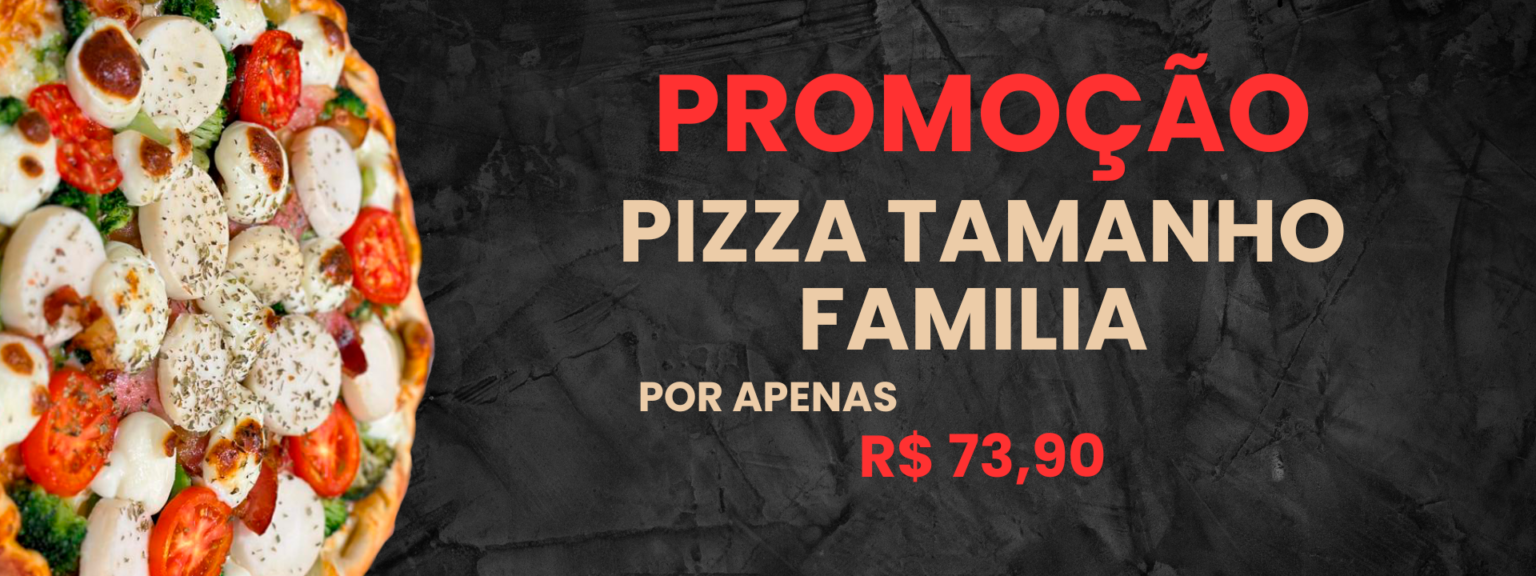 PROMOÇÃO
PIZZA TAMANHO
FAMILIA
POR APENAS
R$ 73,90